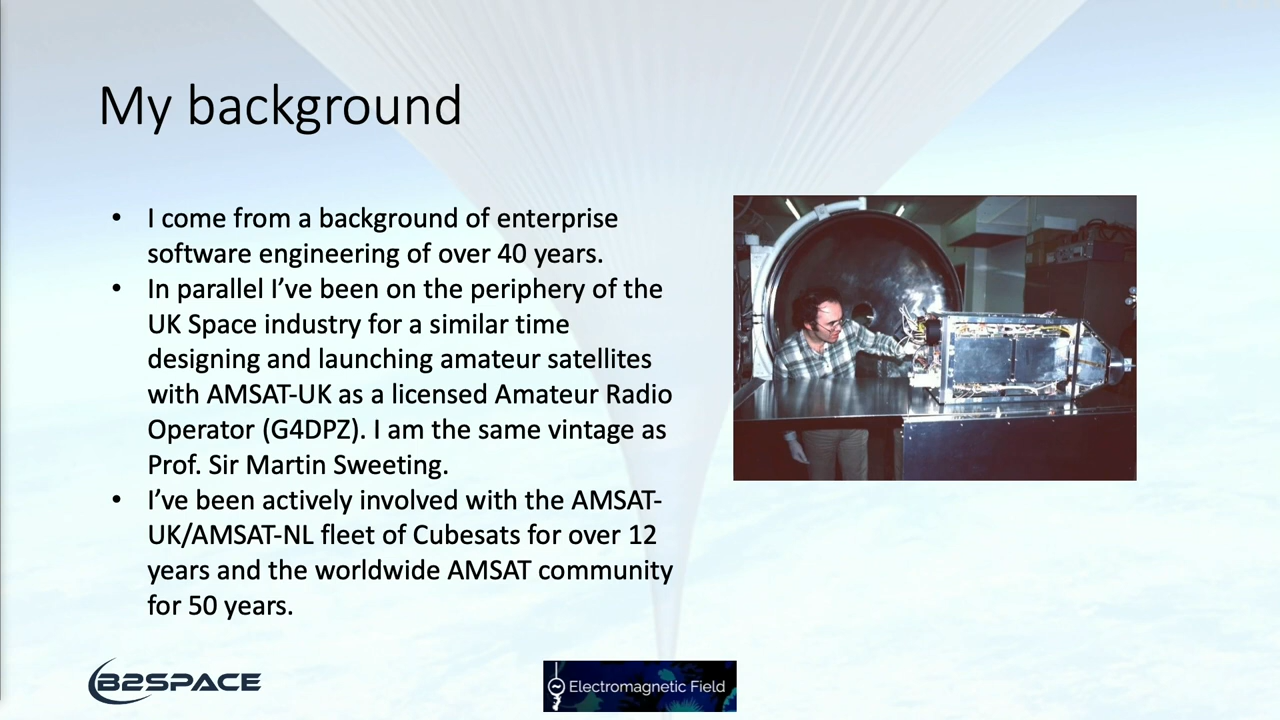 My background
• I come from a background of enterprise
software engineering of over 40 years.
• In parallel I’ve been on the periphery of the
UK Space industry for a similar time
designing and launching amateur satellites
with AMSAT-UK as a licensed Amateur Radio
Operator (G4DPZ). I am the same vintage as
Prof. Sir Martin Sweeting.
• I’ve been actively involved with the AMSAT-
UK/AMSAT-NL fleet of Cubesats for over 12
years and the worldwide AMSAT community
for 50 years.
B2SPACE
Electromagnetic Field